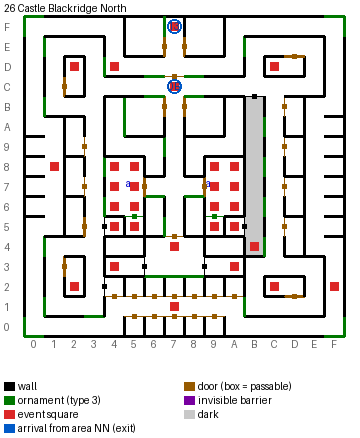 26 Castle Blackridge North
F
E
D
C
B
A
9
8
7
6
5
4
3
2
1
0
a
a
0 1 2 3 4 5 6 7 8 9 A B C D E F
wall
ornament (type 3)
event square
arrival from area NN (exit)
door (box = passable)
invisible barrier
dark